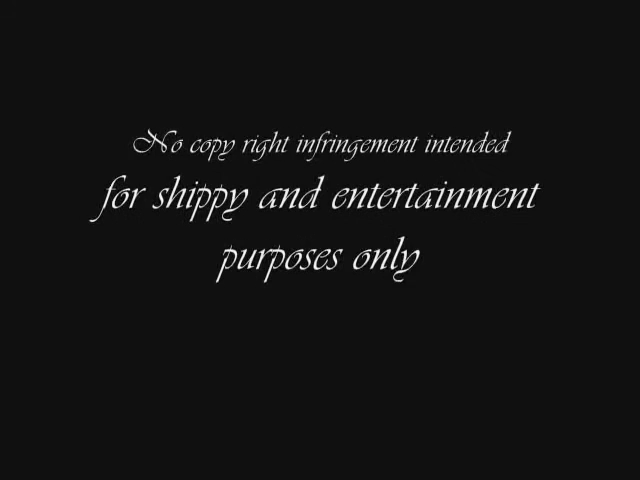 No copy right infringement intended
for shippy and entertainment
purposes only